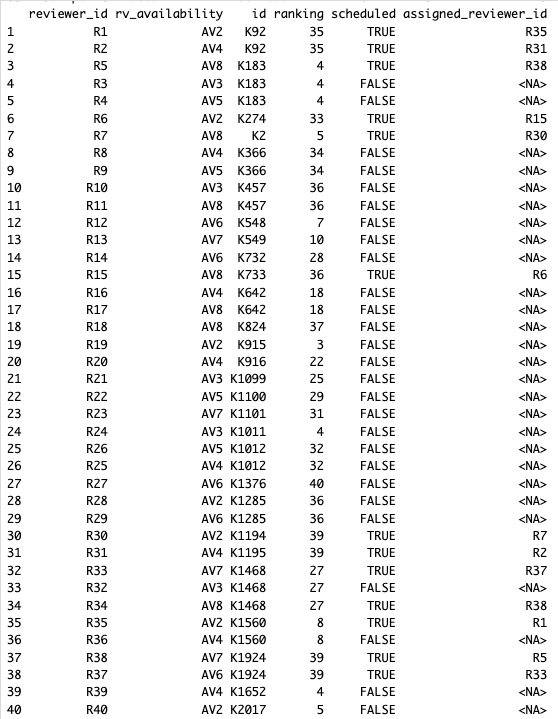 reviewer_id rv_availability id ranking scheduled assigned_reviewer_id
1 R1 AV2 K92 35 TRUE R35
2 R2 AV4 K92 35 TRUE R31
3 R5 AV8 K183 4 TRUE R38
4 R3 AV3 K183 4 FALSE <NA>
5 R4 AV5 K183 4 FALSE <NA>
6 R6 AV2 K274 33 TRUE R15
7 R7 AV8 K2 5 TRUE R30
8 R8 AV4 K366 34 FALSE <NA>
9 R9 AV5 K366 34 FALSE <NA>
10 R10 AV3 K457 36 FALSE <NA>
11 R11 AV8 K457 36 FALSE <NA>
12 R12 AV6 K548 7 FALSE <NA>
13 R13 AV7 K549 10 FALSE <NA>
14 R14 AV6 K732 28 FALSE <NA>
15 R15 AV8 K733 36 TRUE R6
16 R16 AV4 K642 18 FALSE <NA>
17 R17 AV8 K642 18 FALSE <NA>
18 R18 AV8 K824 37 FALSE <NA>
19 R19 AV2 K915 3 FALSE <NA>
20 R20 AV4 K916 22 FALSE <NA>
21 R21 AV3 K1099 25 FALSE <NA>
22 R22 AV5 K1100 29 FALSE <NA>
23 R23 AV7 K1101 31 FALSE <NA>
24 R24 AV3 K1011 4 FALSE <NA>
25 R26 AV5 K1012 32 FALSE <NA>
26 R25 AV4 K1012 32 FALSE <NA>
27 R27 AV6 K1376 40 FALSE <NA>
28 R28 AV2 K1285 36 FALSE <NA>
29 R29 AV6 K1285 36 FALSE <NA>
30 R30 AV2 K1194 39 TRUE R7
31 R31 AV4 K1195 39 TRUE R2
32 R33 AV7 K1468 27 TRUE R37
33 R32 AV3 K1468 27 FALSE <NA>
34 R34 AV8 K1468 27 TRUE R38
35 R35 AV2 K1560 8 TRUE R1
36 R36 AV4 K1560 8 FALSE <NA>
37 R38 AV7 K1924 39 TRUE R5
38 R37 AV6 K1924 39 TRUE R33
39 R39 AV4 K1652 4 FALSE <NA>
40 R40 AV2 K2017 5 FALSE <NA>